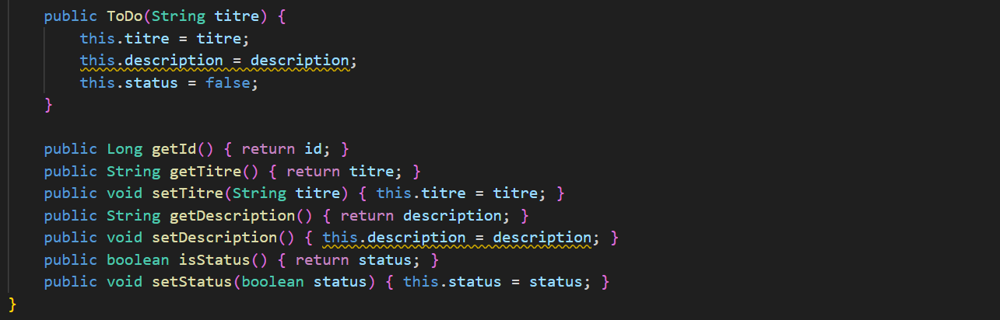 public ToDo(String titre) {
this.titre = titre;
this.description = description;
this.status = false;
}
public Long getId() { return id; }
public String getTitre() { return titre; }
public void setTitre(String titre) { this.titre = titre; }
public String getDescription() { return description; }
public void setDescription() { this.description = description; }
public boolean isStatus() { return status; }
public void setStatus(boolean status) { this.status = status; }
}